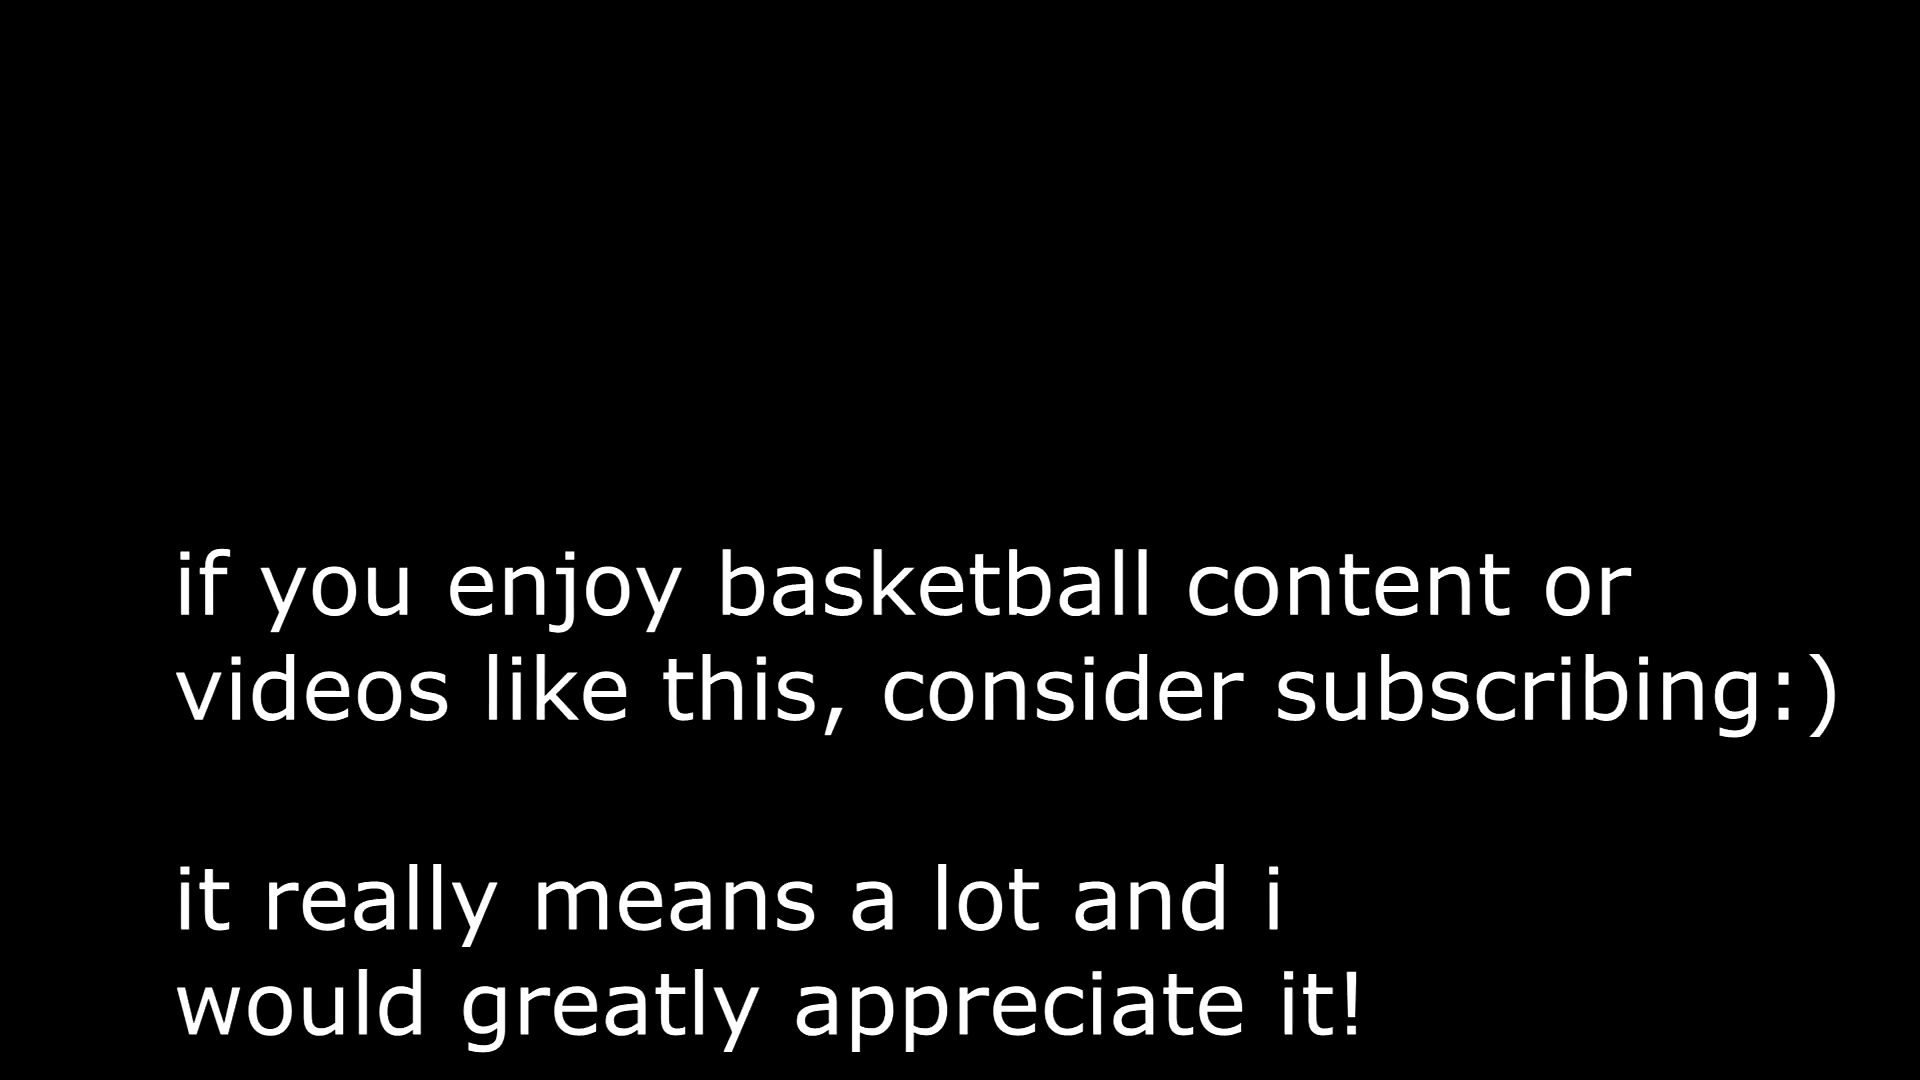 if you enjoy basketball content or
videos like this, consider subscribing:)
it really means a lot and i
would greatly appreciate it!